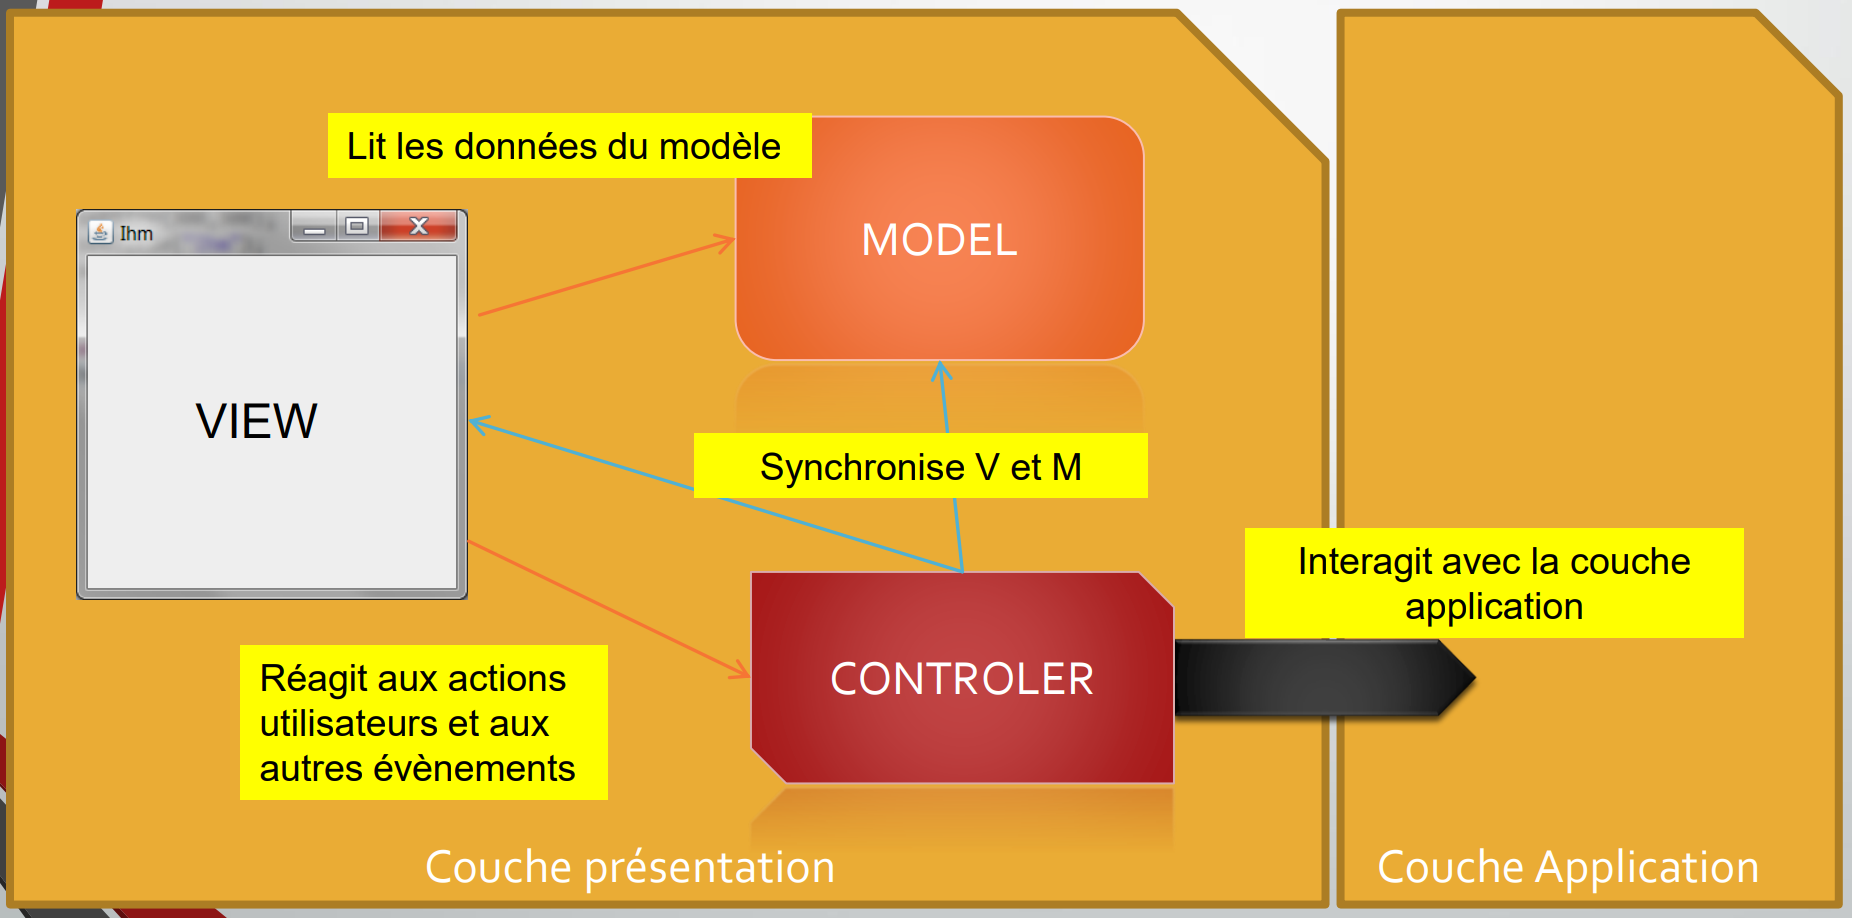 Lit les données du modèle
MODEL
Ihm
VIEW
Synchronise V et M
Interagit avec la couche
application
CONTROLER
Réagit aux actions
utilisateurs et aux
autres évènements
Couche présentation
Couche Application